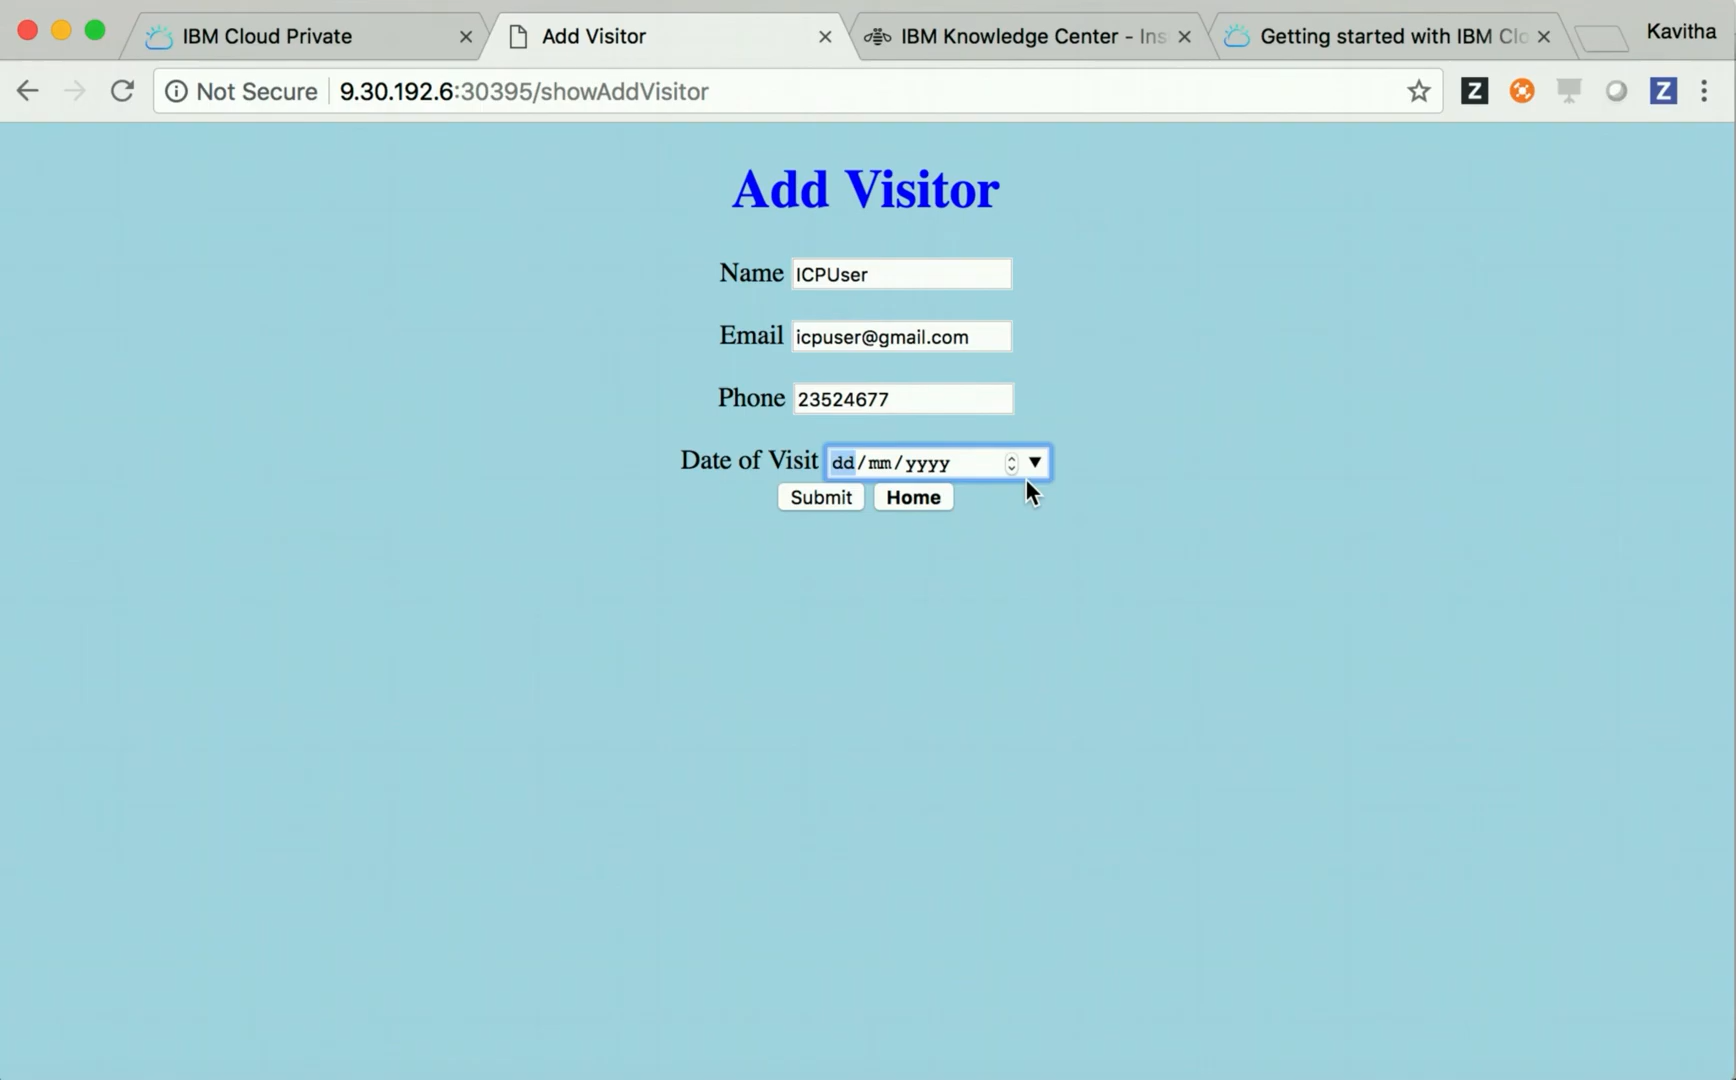 IBM Cloud Private
Add Visitor
IBM Knowledge Center - Ins
Getting started with IBM Clo
Kavitha
Not Secure
9.30.192.6:30395/showAddVisitor
Z
Z
Add Visitor
Name ICPUser
Email icpuser@gmail.com
Phone 23524677
Date of Visit dd/mm/yyyy
Submit Home